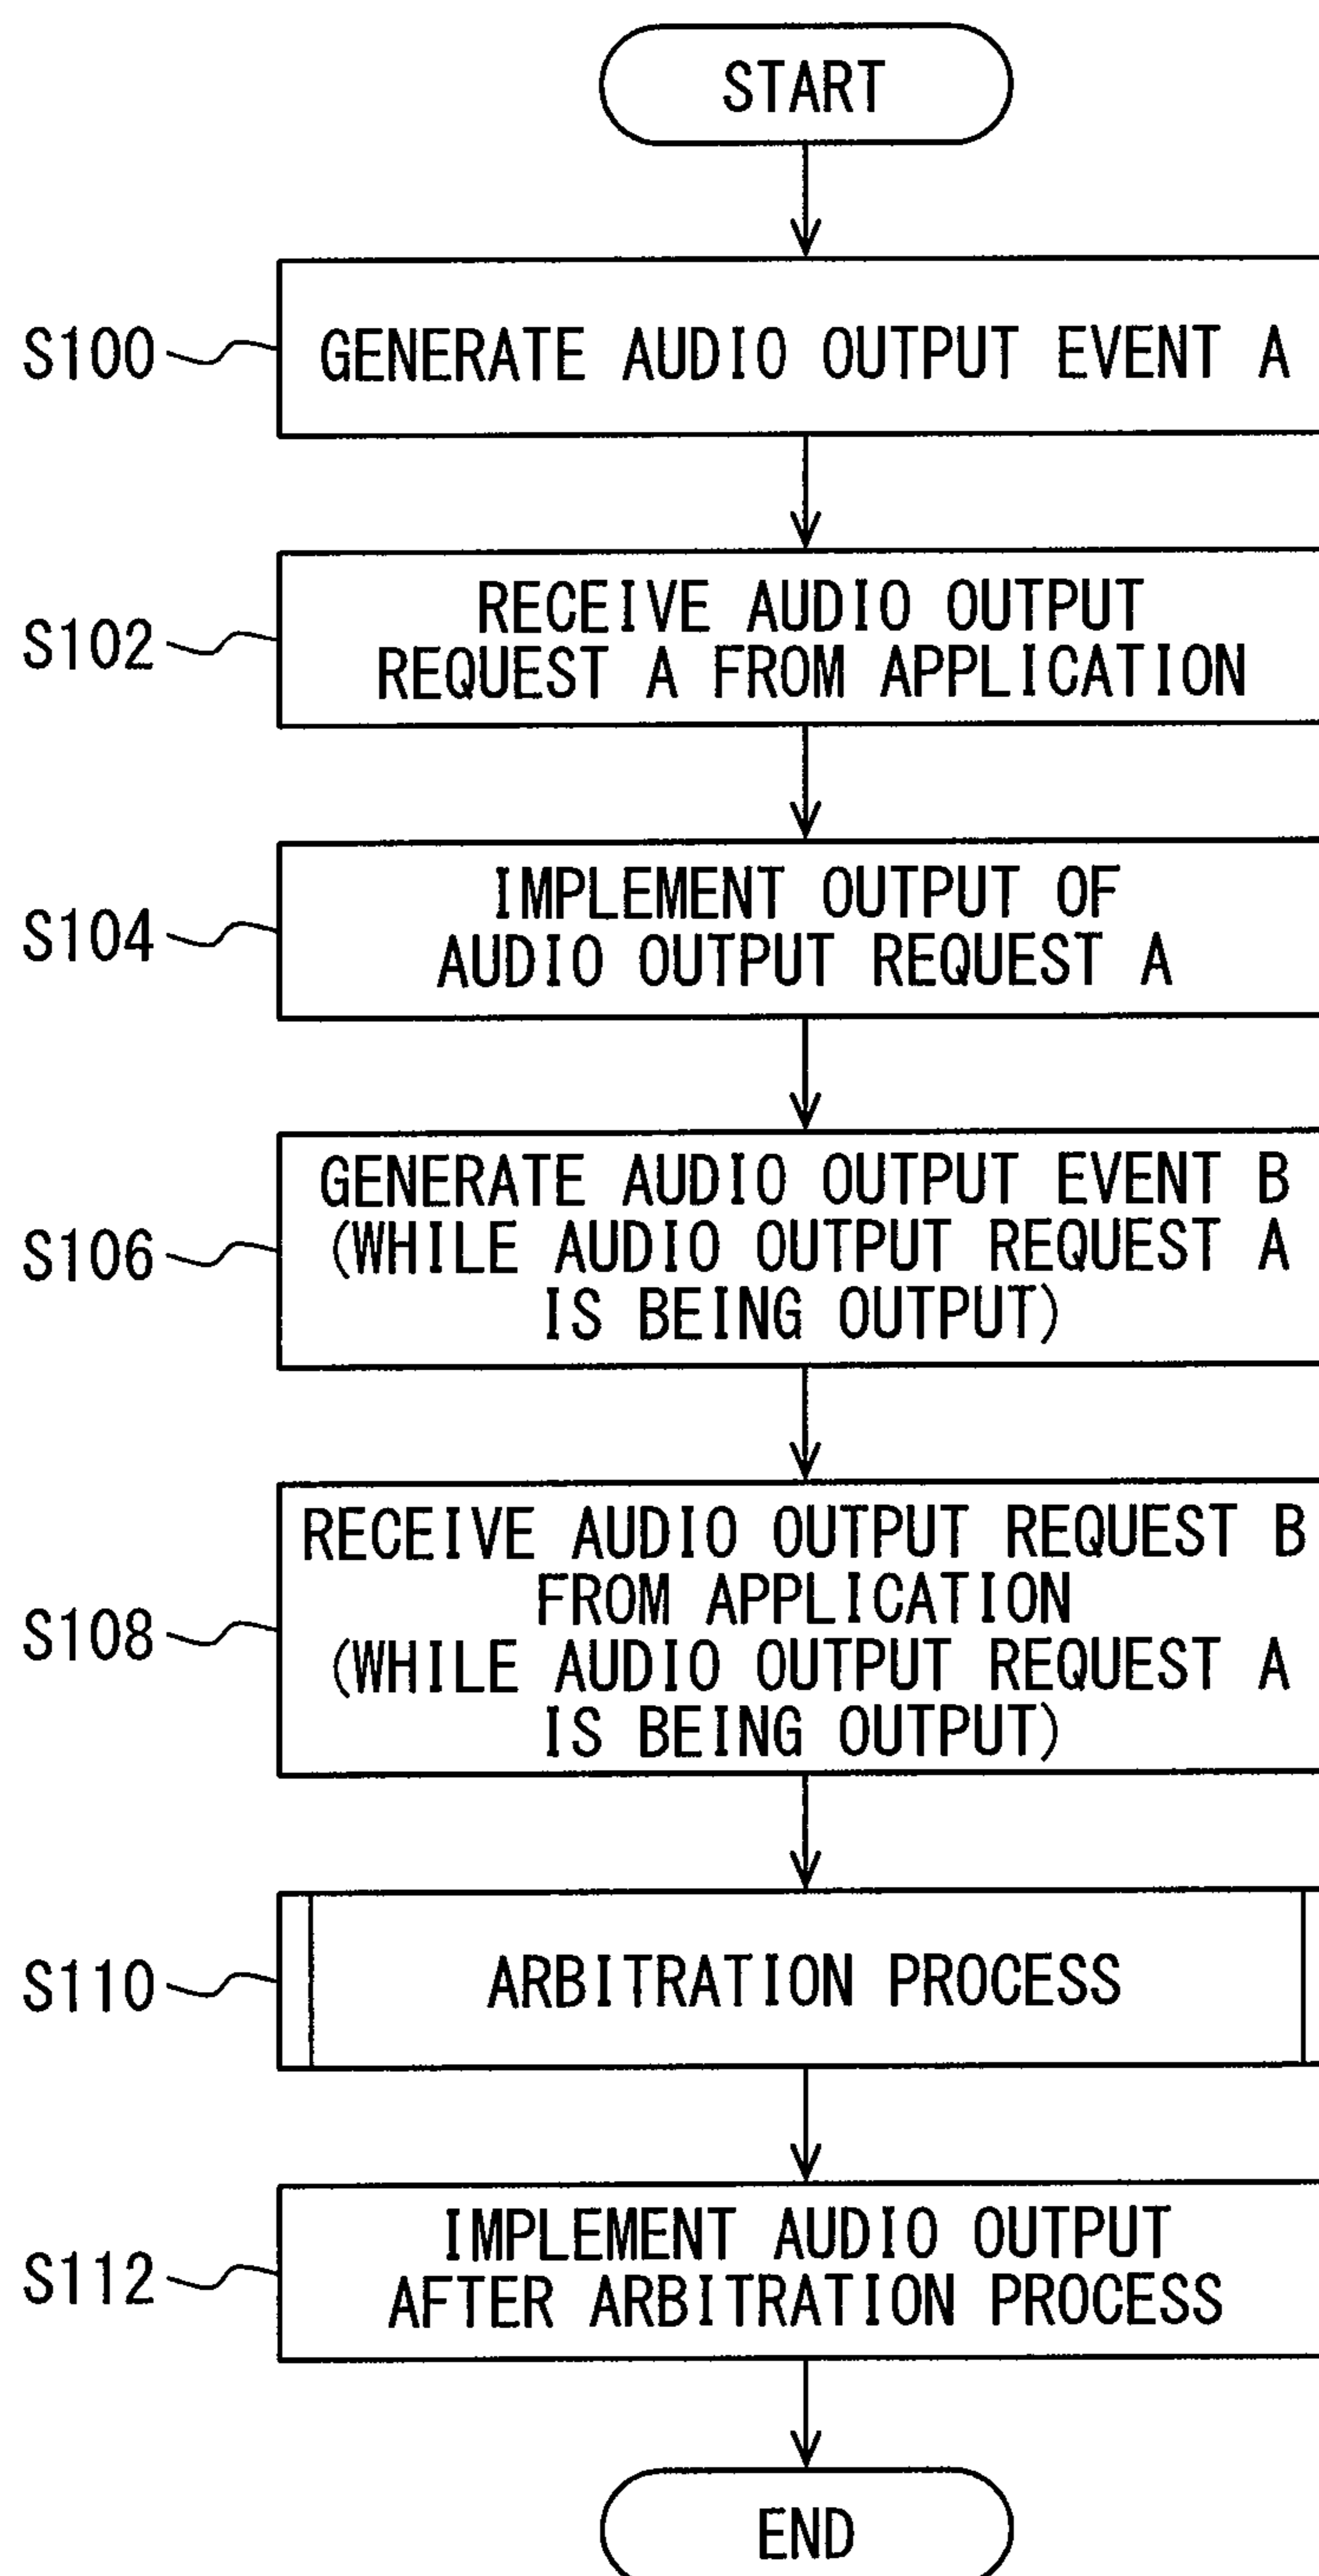 START
S100
GENERATE AUDIO OUTPUT EVENT A
S102
RECEIVE AUDIO OUTPUT
REQUEST A FROM APPLICATION
S104
IMPLEMENT OUTPUT OF
AUDIO OUTPUT REQUEST A
S106
GENERATE AUDIO OUTPUT EVENT B
(WHILE AUDIO OUTPUT REQUEST A
IS BEING OUTPUT)
S108
RECEIVE AUDIO OUTPUT REQUEST B
FROM APPLICATION
(WHILE AUDIO OUTPUT REQUEST A
IS BEING OUTPUT)
S110
ARBITRATION PROCESS
S112
IMPLEMENT AUDIO OUTPUT
AFTER ARBITRATION PROCESS
END